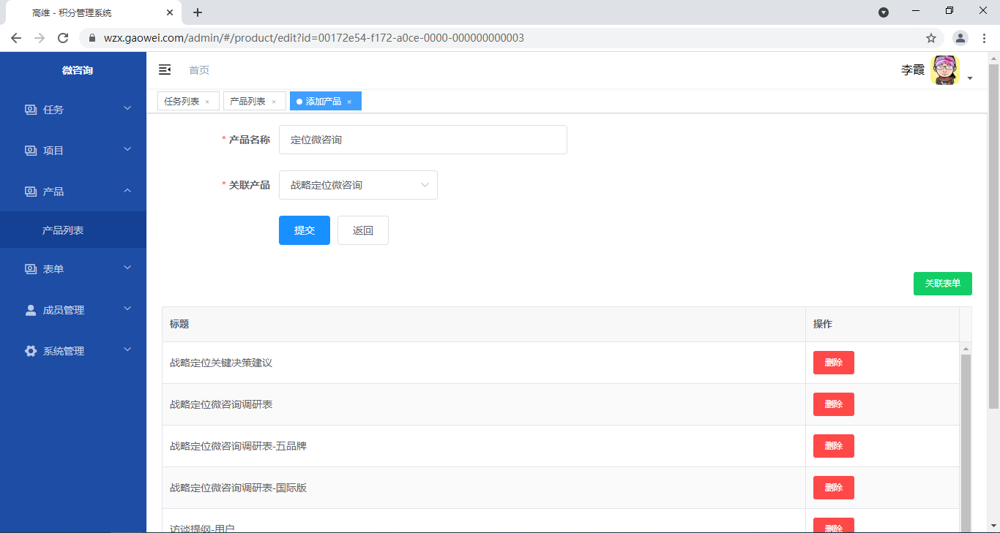 高维 - 积分管理系统
wzx.gaowei.com/admin/#/product/edit?id=00172e54-f172-a0ce-0000-000000000003
微咨询
首页
李霞
任务列表 ×
产品列表 ×
添加产品 ×
任务
项目
产品
产品列表
表单
成员管理
系统管理
* 产品名称
定位微咨询
* 关联产品
战略定位微咨询
提交
返回
关联表单
标题
操作
战略定位关键决策建议
删除
战略定位微咨询调研表
删除
战略定位微咨询调研表-五品牌
删除
战略定位微咨询调研表-国际版
删除
访谈提纲-用户
删除